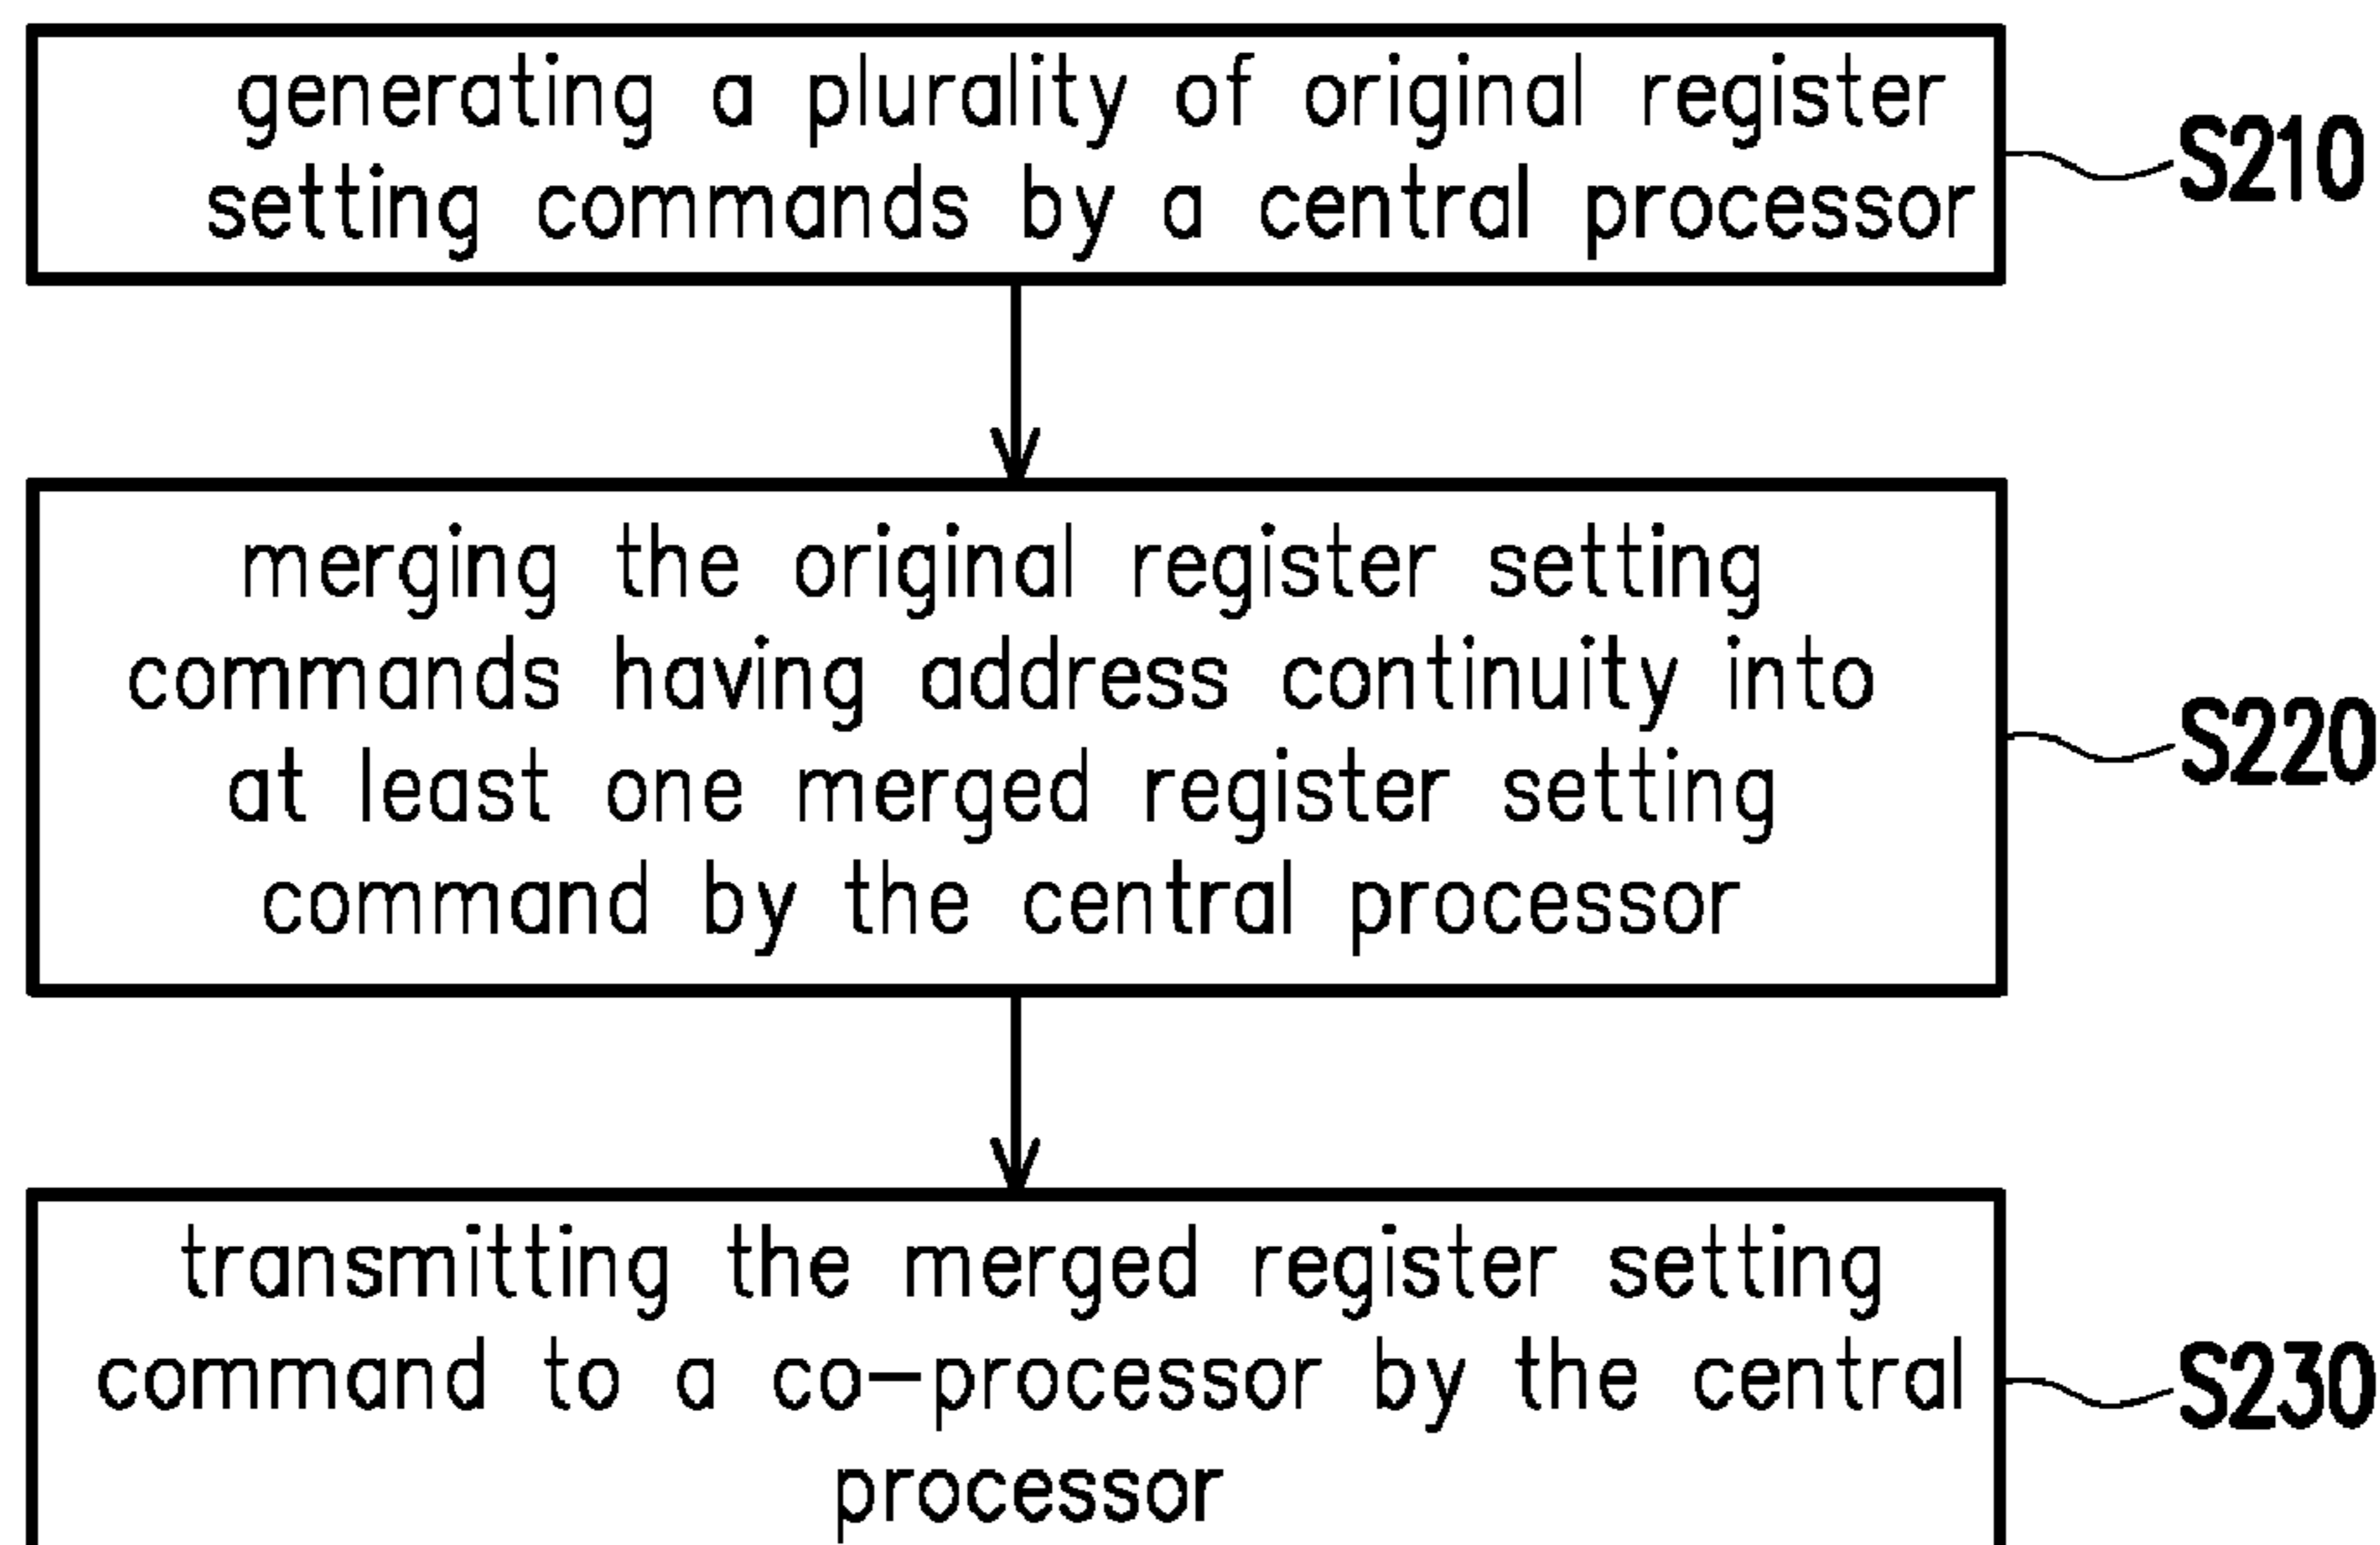 generating a plurality of original register
setting commands by a central processor
S210
merging the original register setting
commands having address continuity into
at least one merged register setting
command by the central processor
S220
transmitting the merged register setting
command to a co-processor by the central
processor
S230